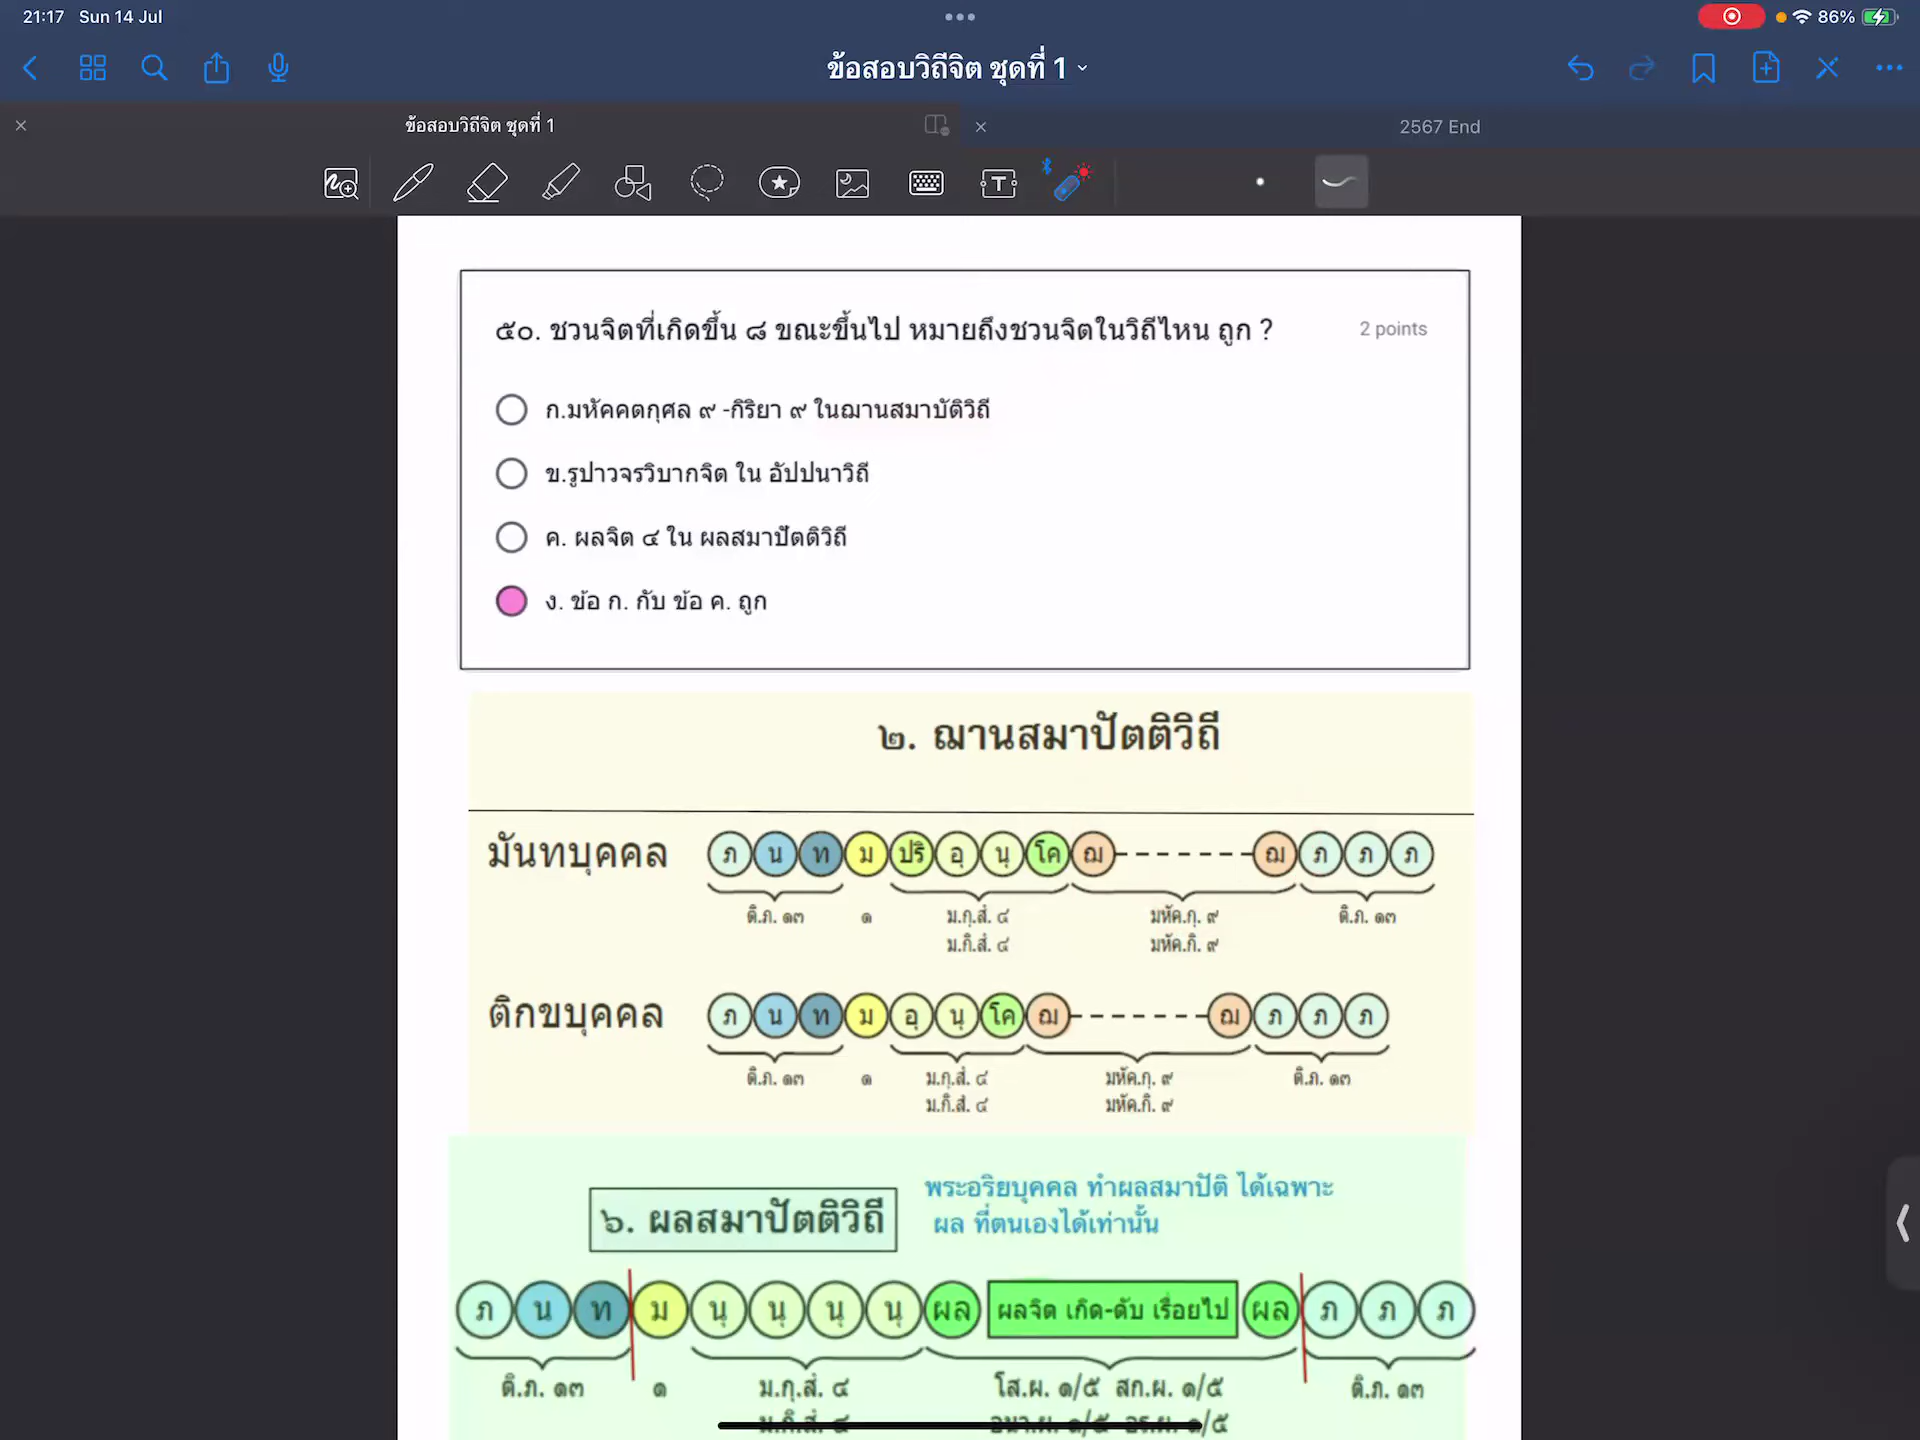 21:17 Sun 14 Jul
86%
ข้อสอบวิถีจิต ชุดที่ 1
ข้อสอบวิถีจิต ชุดที่ 1
2567 End
๕๐. ชวนจิตที่เกิดขึ้น ๘ ขณะขึ้นไป หมายถึงชวนจิตในวิถีไหน ถูก ?
2 points
ก.มหัคคตกุศล ๙ -กิริยา ๙ ในฌานสมาบัติวิถี
ข.รูปาวจรวิบากจิต ใน อัปปนาวิถี
ค. ผลจิต ๔ ใน ผลสมาปัตติวิถี
ง. ข้อ ก. กับ ข้อ ค. ถูก
๒. ฌานสมาปัตติวิถี
มันทบุคคล ภ น ท ม ปริ อุ นุ โค ฌ ฌ ภ ภ ภ
ติ.ภ. ๑๓ ๑ ม.กุ.สํ. ๔ มหัค.กุ. ๙ ติ.ภ. ๑๓
ม.กิ.สํ. ๔ มหัค.กิ. ๙
ติกขบุคคล ภ น ท ม อุ นุ โค ฌ ฌ ภ ภ ภ
ติ.ภ. ๑๓ ๑ ม.กุ.สํ. ๔ มหัค.กุ. ๙ ติ.ภ. ๑๓
ม.กิ.สํ. ๔ มหัค.กิ. ๙
พระอริยบุคคล ทำผลสมาปัติ ได้เฉพาะ
ผล ที่ตนเองได้เท่านั้น
๖. ผลสมาปัตติวิถี
ภ น ท ม นุ นุ นุ นุ ผล ผลจิต เกิด-ดับ เรื่อยไป ผล ภ ภ ภ
ติ.ภ. ๑๓ ๑ ม.กุ.สํ. ๔ โส.ผ. ๑/๕ สก.ผ. ๑/๕ ติ.ภ. ๑๓
ม.กิ.สํ. ๔ อนา.ผ. ๑/๕ อร.ผ. ๑/๕